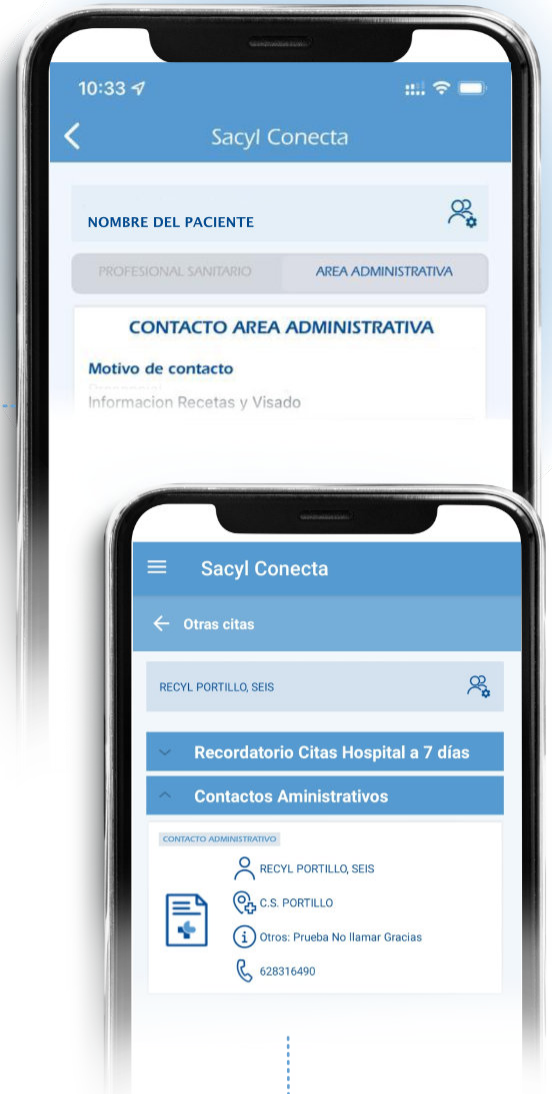 10:33
Sacyl Conecta
NOMBRE DEL PACIENTE
PROFESIONAL SANITARIO AREA ADMINISTRATIVA
CONTACTO AREA ADMINISTRATIVA
Motivo de contacto
Informacion Recetas y Visado
Sacyl Conecta
Otras citas
RECYL PORTILLO, SEIS
Recordatorio Citas Hospital a 7 días
Contactos Aministrativos
CONTACTO ADMINISTRATIVO
RECYL PORTILLO, SEIS
C.S. PORTILLO
Otros: Prueba No llamar Gracias
628316490